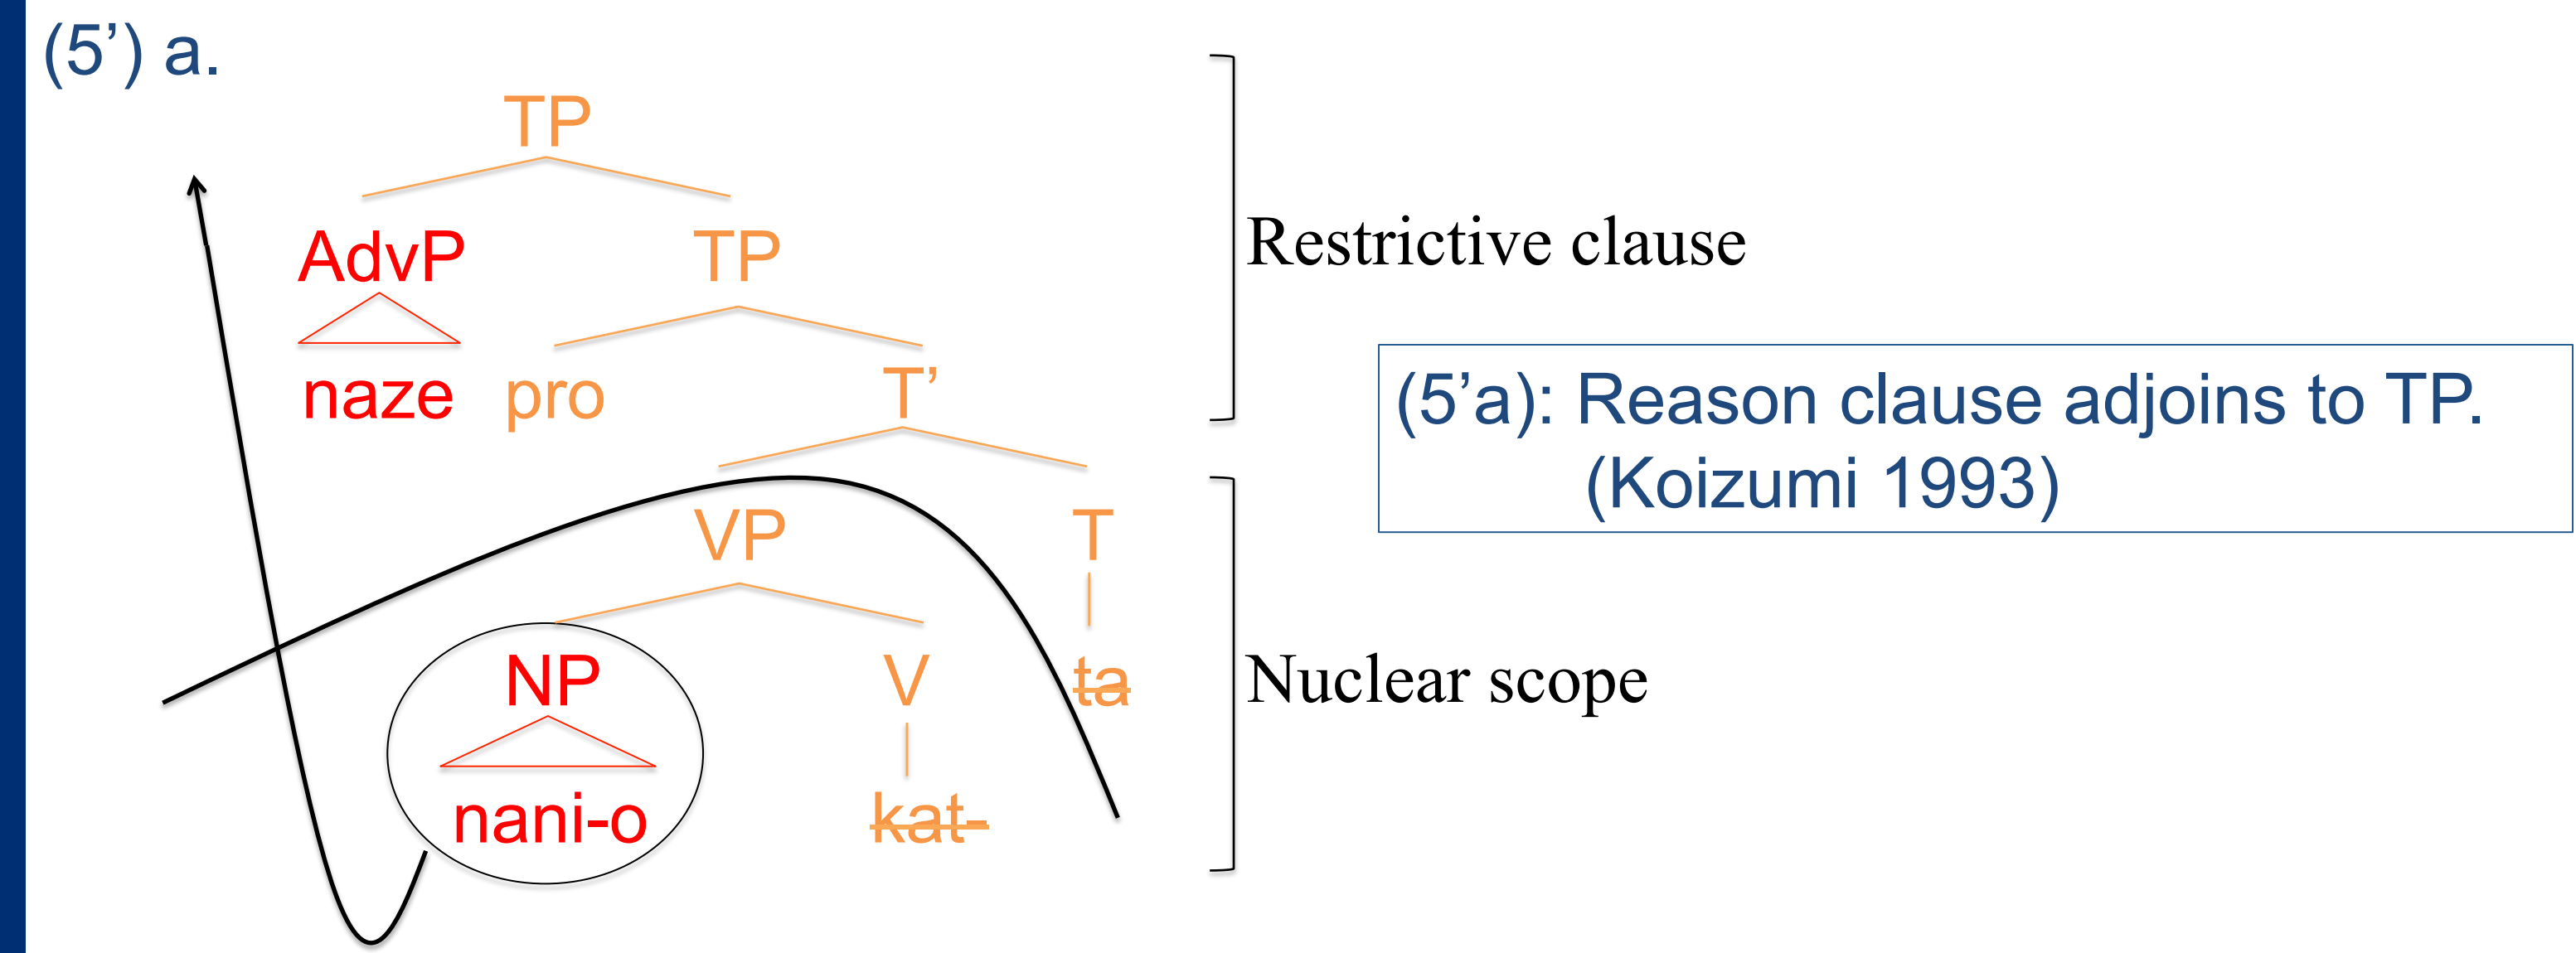 (5’) a.
TP
AdvP TP
Restrictive clause
naze pro T’
(5’a): Reason clause adjoins to TP.
(Koizumi 1993)
VP T
NP V ta
Nuclear scope
nani-o kat-